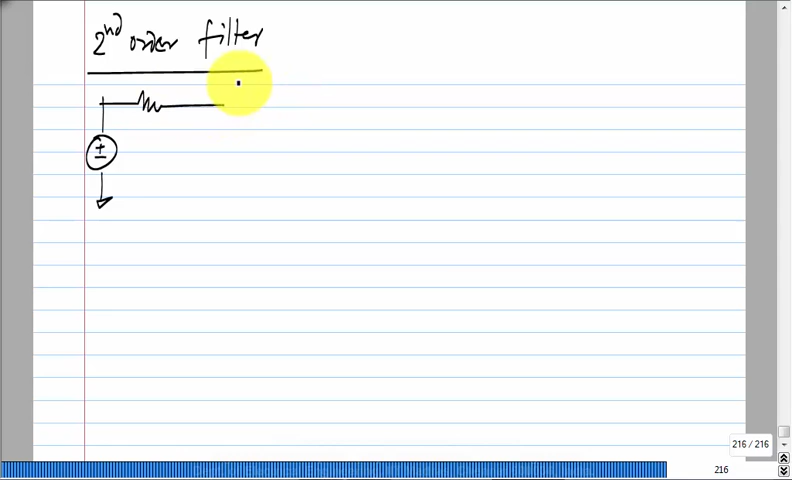 2nd order filter
±
216 / 216
216